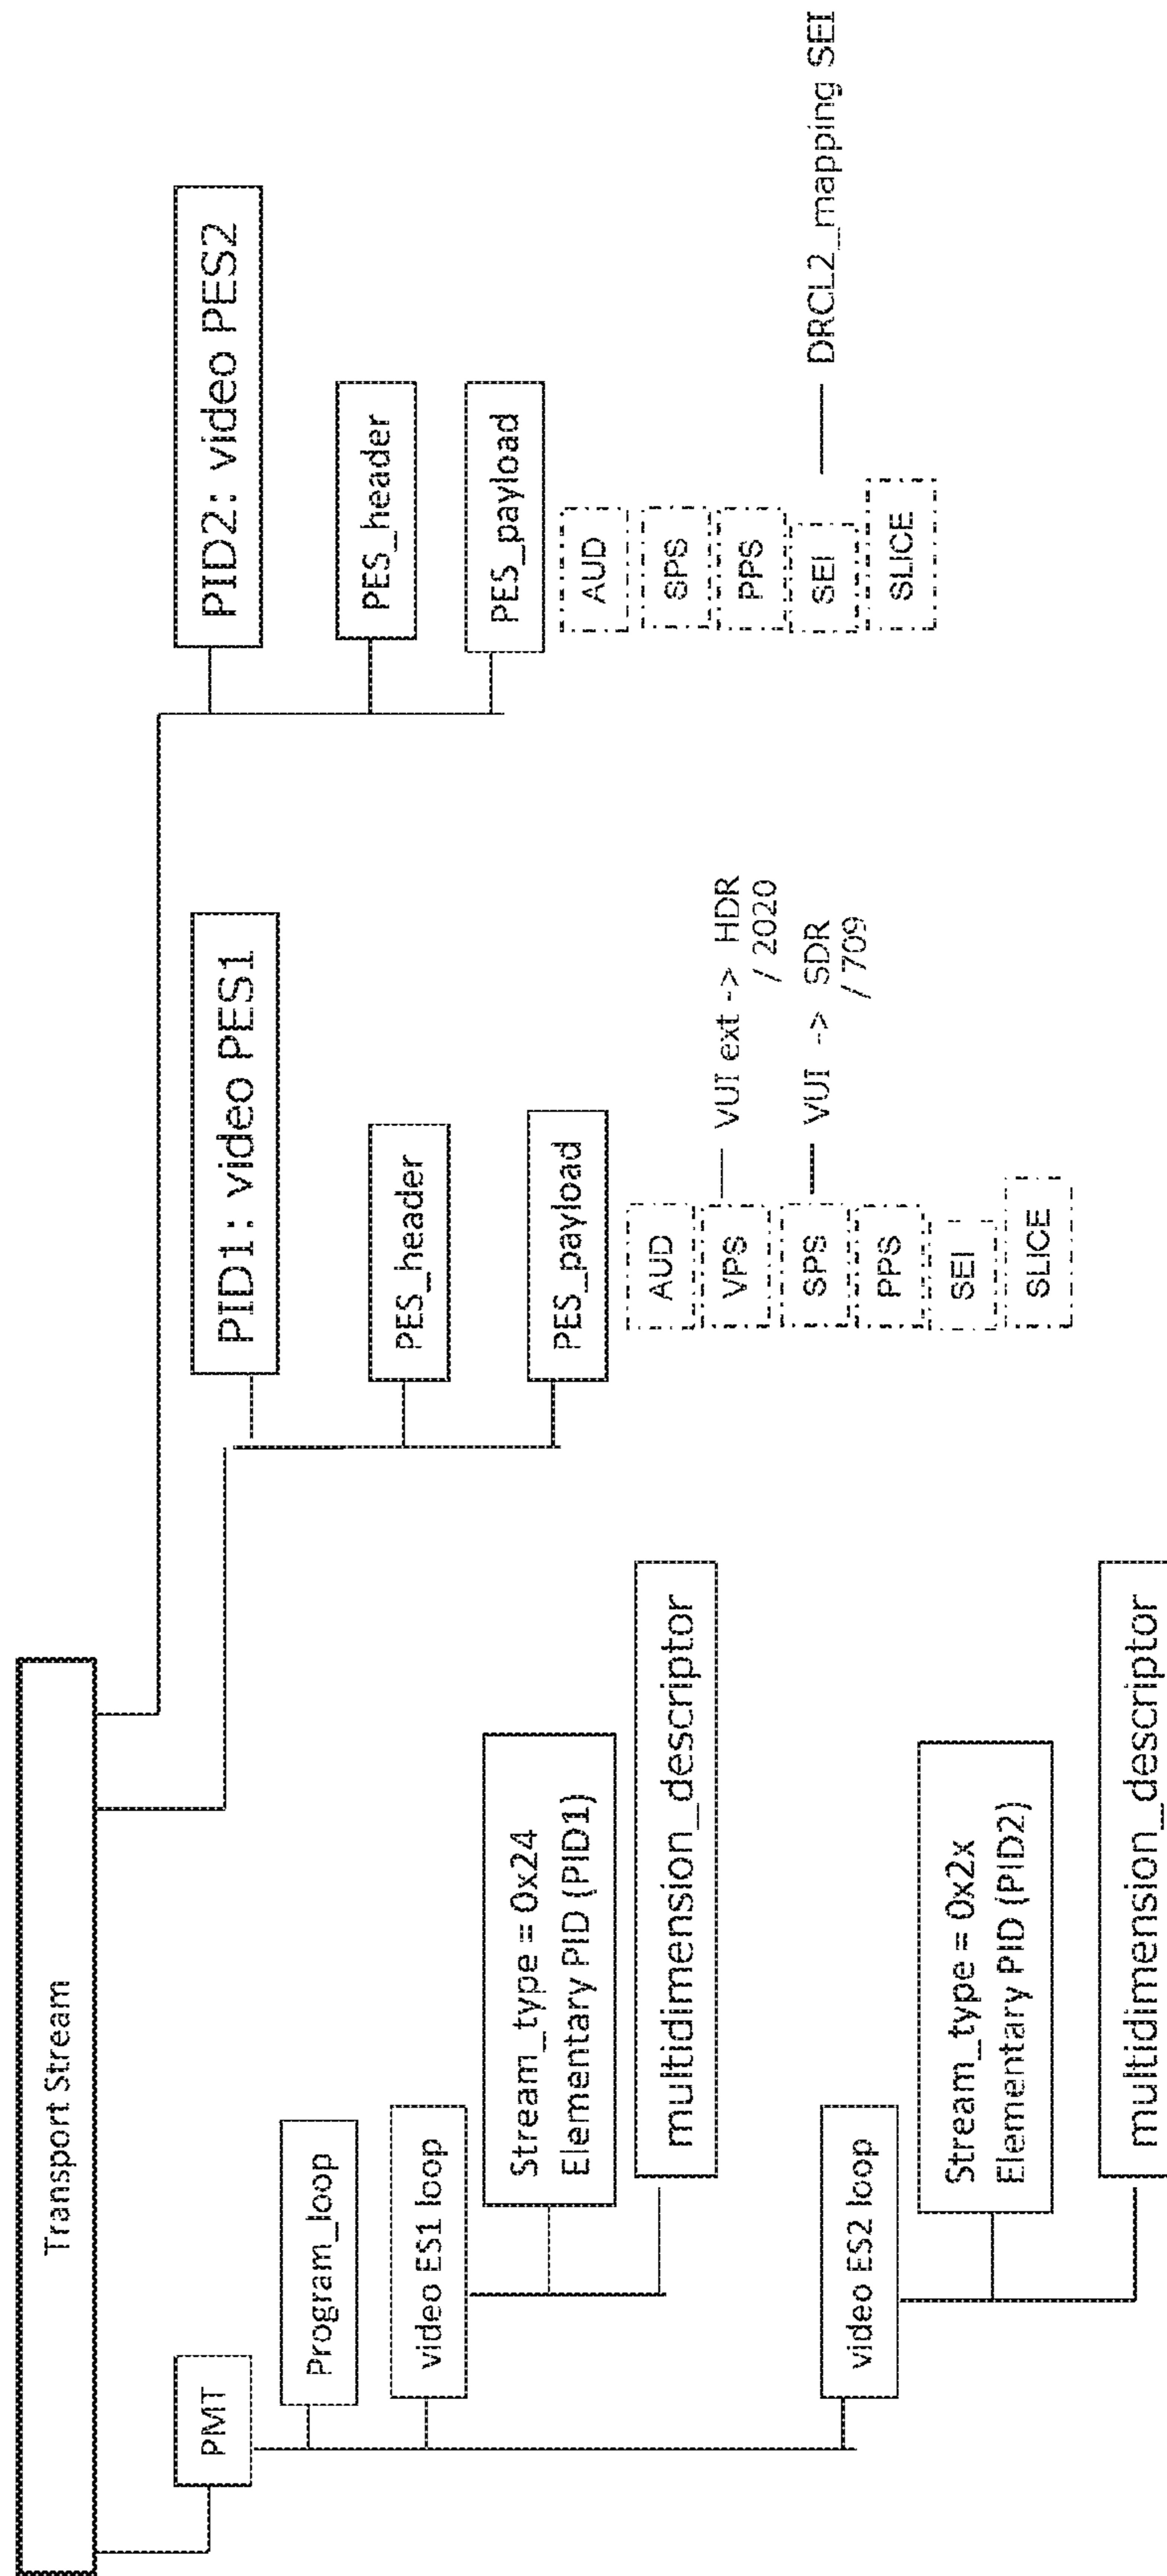 Transport Stream
PMT
Program_loop
video ES1 loop
Stream_type = 0x24
Elementary PID (PID1)
multidimension_descriptor
video ES2 loop
Stream_type = 0x2x
Elementary PID (PID2)
multidimension_descriptor
PID1: video PES1
PES_header
PES_payload
AUD
VPS
VUI ext -> HDR
/ 2020
SPS
VUI -> SDR
/ 709
PPS
SEI
SLICE
PID2: video PES2
PES_header
PES_payload
AUD
SPS
PPS
SEI
DRCL2_mapping SEI
SLICE